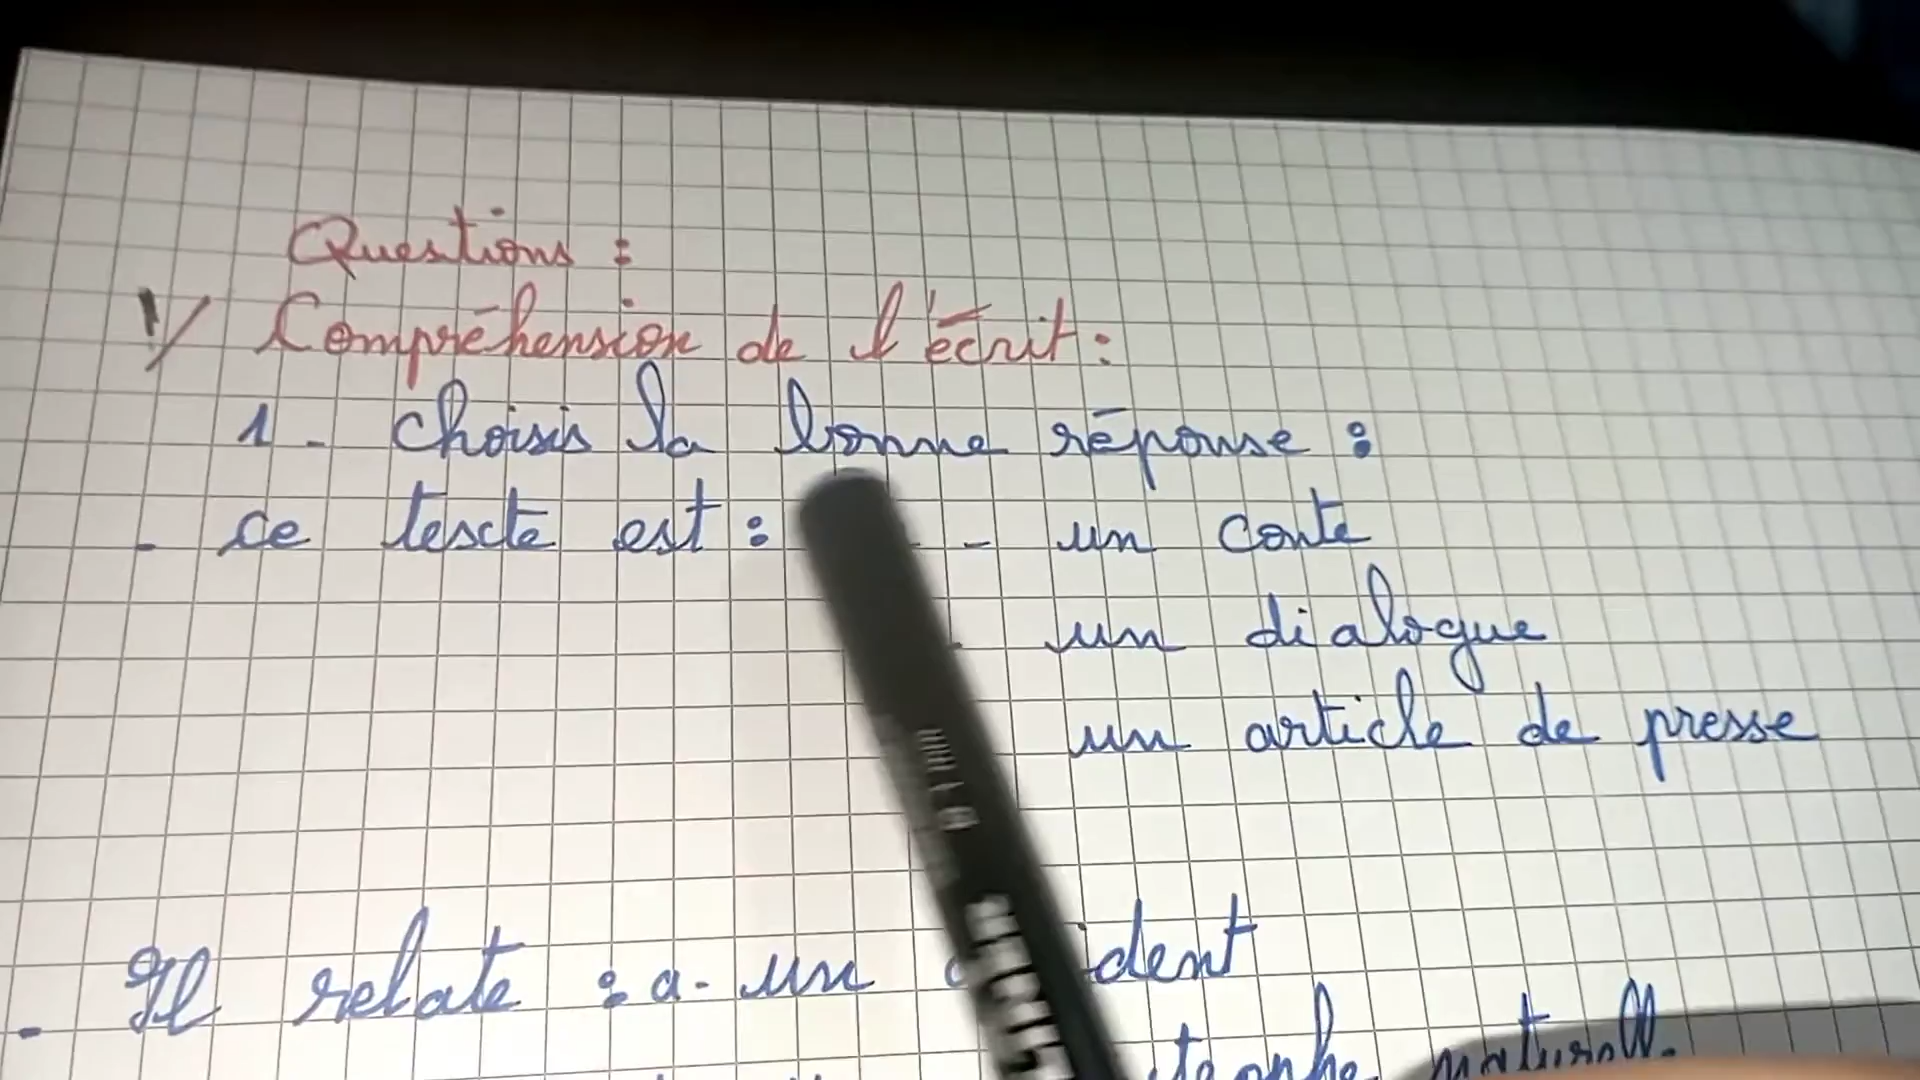 Questions :
1/ Compréhension de l'écrit :
1 - choisis la bonne réponse :
- ce texte est : - un conte
un dialogue
un article de presse
- Il relate : a - un